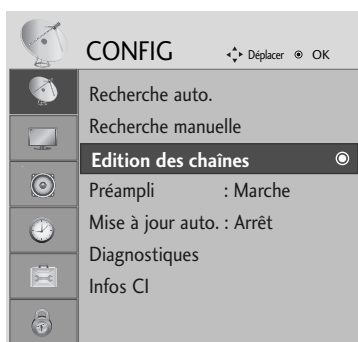 CONFIG Déplacer OK
Recherche auto.
Recherche manuelle
Edition des chaînes
Préampli : Marche
Mise à jour auto. : Arrêt
Diagnostiques
Infos CI